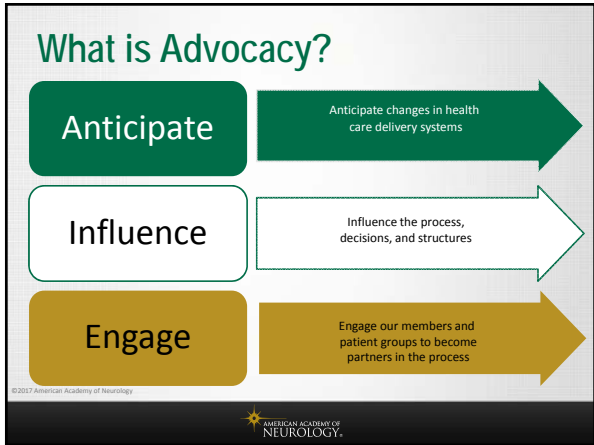 What is Advocacy?
Anticipate
Anticipate changes in health
care delivery systems
Influence
Influence the process,
decisions, and structures
Engage
Engage our members and
patient groups to become
partners in the process
©2017 American Academy of Neurology
AMERICAN ACADEMY OF
NEUROLOGY®